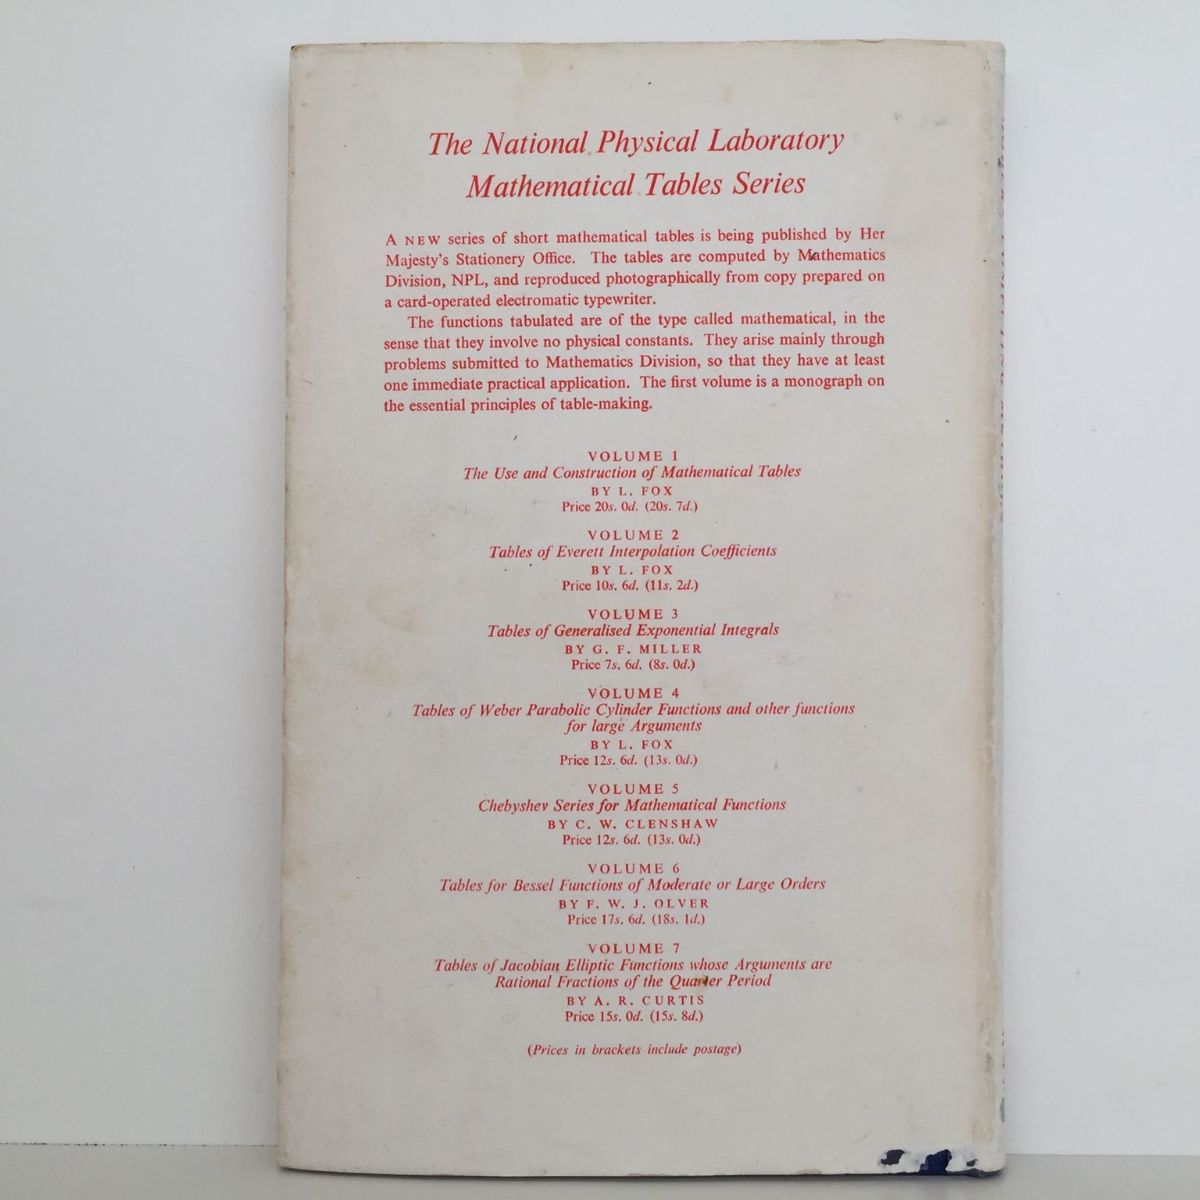 The National Physical Laboratory
Mathematical Tables Series
A NEW series of short mathematical tables is being published by Her
Majesty's Stationery Office. The tables are computed by Mathematics
Division, NPL, and reproduced photographically from copy prepared on
a card-operated electromatic typewriter.
The functions tabulated are of the type called mathematical, in the
sense that they involve no physical constants. They arise mainly through
problems submitted to Mathematics Division, so that they have at least
one immediate practical application. The first volume is a monograph on
the essential principles of table-making.
VOLUME 1
The Use and Construction of Mathematical Tables
BY L. FOX
Price 20s. 0d. (20s. 7d.)
VOLUME 2
Tables of Everett Interpolation Coefficients
BY L. FOX
Price 10s. 6d. (11s. 2d.)
VOLUME 3
Tables of Generalised Exponential Integrals
BY G. F. MILLER
Price 7s. 6d. (8s. 0d.)
VOLUME 4
Tables of Weber Parabolic Cylinder Functions and other functions
for large Arguments
BY L. FOX
Price 12s. 6d. (13s. 0d.)
VOLUME 5
Chebyshev Series for Mathematical Functions
BY C. W. CLENSHAW
Price 12s. 6d. (13s. 0d.)
VOLUME 6
Tables for Bessel Functions of Moderate or Large Orders
BY F. W. J. OLVER
Price 17s. 6d. (18s. 1d.)
VOLUME 7
Tables of Jacobian Elliptic Functions whose Arguments are
Rational Fractions of the Quarter Period
BY A. R. CURTIS
Price 15s. 0d. (15s. 8d.)
(Prices in brackets include postage)